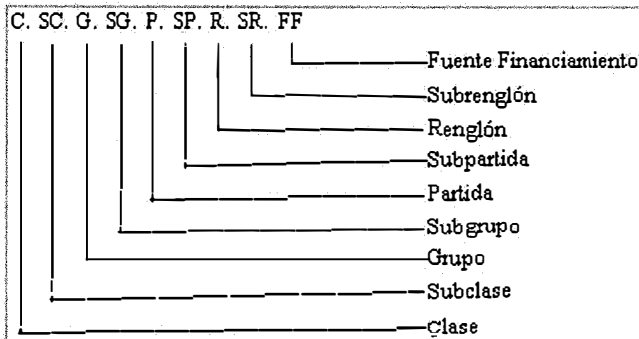 C. SC. G. SG. P. SP. R. SR. FF
Fuente Financiamiento
Subrenglón
Renglón
Subpartida
Partida
Subgrupo
Grupo
Subclase
Clase